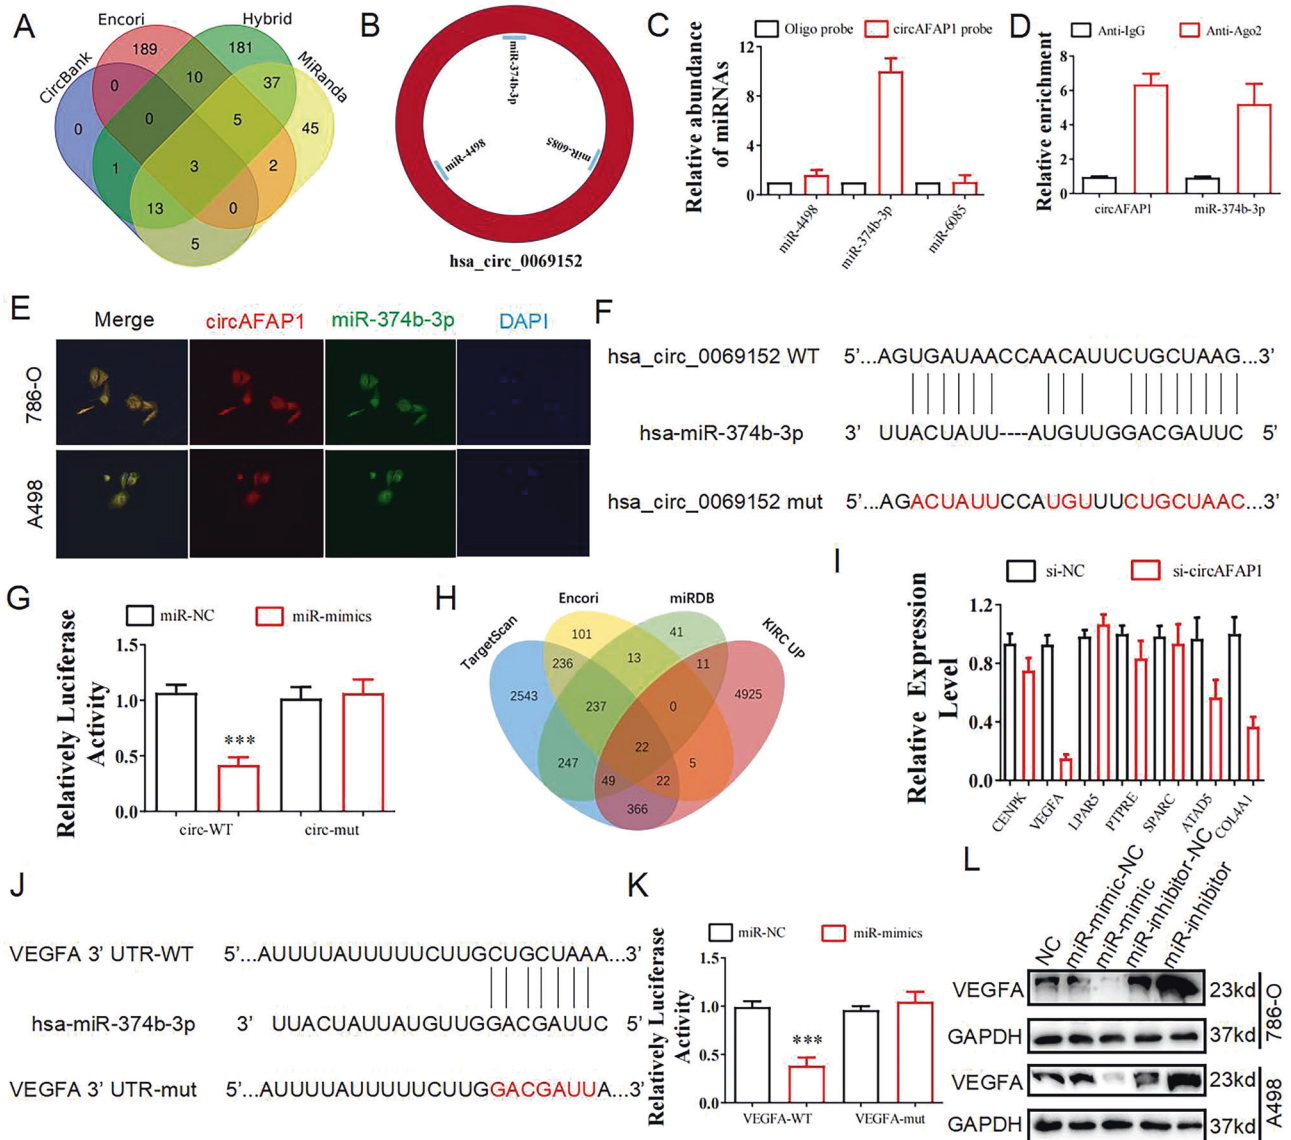 A
Encori
Hybrid
CircBank
MiRanda
189
181
0
10
37
0
0
5
45
1
3
2
13
0
5
B
miR-374b-3p
miR-4498
miR-6085
hsa_circ_0069152
C
Oligo probe
circAFAP1 probe
Relative abundance
of miRNAs
12
8
4
0
miR-4498
miR-374b-3p
miR-6085
D
Anti-IgG
Anti-Ago2
Relative enrichment
8
6
4
2
0
circAFAP1
miR-374b-3p
E
Merge
circAFAP1
miR-374b-3p
DAPI
786-O
A498
F
hsa_circ_0069152 WT 5’...AGUGAUAACCAACAUUCUGCUAAG...3’
hsa-miR-374b-3p 3’ UUACUAUU----AUGUUGGACGAUUC 5’
hsa_circ_0069152 mut 5’...AGACUAUUCCAUGUUUCUGCUAAC...3’
G
miR-NC
miR-mimics
Relatively Luciferase
Activity
1.5
1.0
0.5
0.0
***
circ-WT
circ-mut
H
TargetScan
Encori
miRDB
KIRC UP
101
41
236
13
11
2543
4925
237
0
22
247
49
22
5
366
I
si-NC
si-circAFAP1
Relative Expression
Level
1.2
0.8
0.4
0.0
CENPK
VEGFA
LPAR5
PTPRE
SPARC
ATAD5
COL4A1
J
VEGFA 3’ UTR-WT 5’...AUUUUAUUUUUCUUGCUGCUAAA...3’
hsa-miR-374b-3p 3’ UUACUAUUAUGUUGGACGAUUC 5’
VEGFA 3’ UTR-mut 5’...AUUUUAUUUUUCUUGGACGAUUA...3’
K
miR-NC
miR-mimics
Relatively Luciferase
Activity
1.5
1.0
0.5
0.0
***
VEGFA-WT
VEGFA-mut
L
NC
miR-mimic-NC
miR-mimic
miR-inhibitor-NC
miR-inhibitor
VEGFA 23kd
GAPDH 37kd
786-O
VEGFA 23kd
GAPDH 37kd
A498